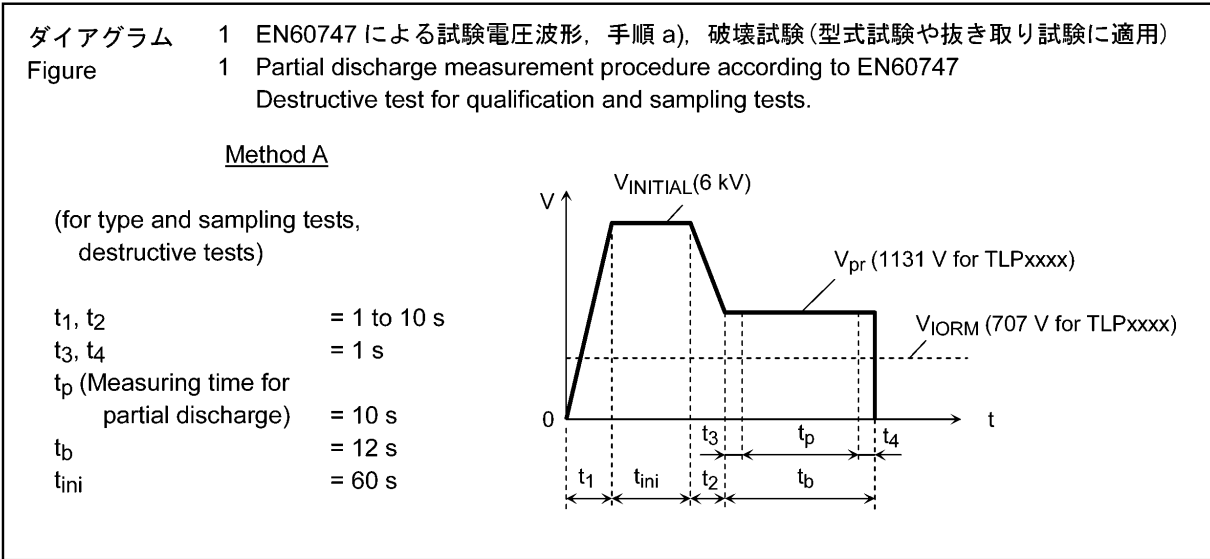 ダイアグラム 1 EN60747 による試験電圧波形, 手順 a), 破壊試験(型式試験や抜き取り試験に適用)
Figure 1 Partial discharge measurement procedure according to EN60747
Destructive test for qualification and sampling tests.
Method A
(for type and sampling tests,
destructive tests)
t1, t2 = 1 to 10 s
t3, t4 = 1 s
tp (Measuring time for
partial discharge) = 10 s
tb = 12 s
tini = 60 s
V
VINITIAL(6 kV)
Vpr (1131 V for TLPxxxx)
VIORM (707 V for TLPxxxx)
0
t
t3 tp t4
t1 tini t2 tb